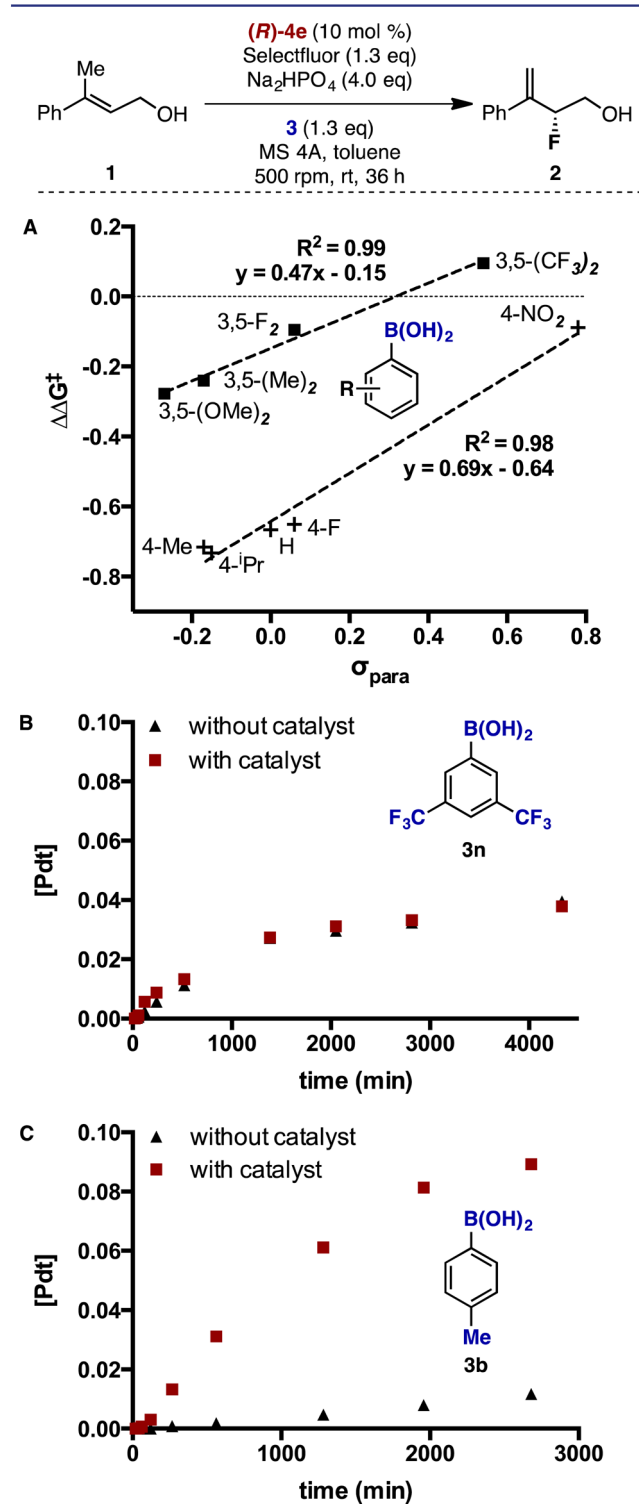 (R)-4e (10 mol %)
Selectfluor (1.3 eq)
Na2HPO4 (4.0 eq)
Me
Ph
OH
3 (1.3 eq)
MS 4A, toluene
500 rpm, rt, 36 h
1
Ph
OH
F
2
A
R² = 0.99
y = 0.47x - 0.15
3,5-(CF3)2
4-NO2
3,5-F2
B(OH)2
R
3,5-(Me)2
3,5-(OMe)2
R² = 0.98
y = 0.69x - 0.64
4-Me
4-iPr
H
4-F
0.2
0.0
-0.2
-0.4
-0.6
-0.8
ΔΔG‡
-0.2 0.0 0.2 0.4 0.6 0.8
σpara
B
without catalyst
with catalyst
B(OH)2
F3C
CF3
3n
0.10
0.08
0.06
0.04
0.02
0.00
[Pdt]
0 1000 2000 3000 4000
time (min)
C
without catalyst
with catalyst
B(OH)2
Me
3b
0.10
0.08
0.06
0.04
0.02
0.00
[Pdt]
0 1000 2000 3000
time (min)